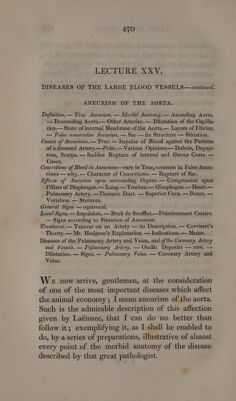 470
LECTURE XXV.
DISEASES OF THE LARGE BLOOD VESSELS—continued.
ANEURISM OF THE AORTA.
Definition.— True Aneurism. — Morbid Anatomy. — Ascending Aorta.
— Descending Aorta.— Other Arteries.— Dilatation of the Capilla-
ries.— State of internal Membrane of the Aorta.— Layers of Fibrine.
— False consecutive Aneurism. — Sac — its Structure — Situation.
Causes of Aneurisms.— True. — Impulse of Blood against the Parietes
of a diseased Artery.—False.— Various Opinions— Dubois, Dupuy-
tren, Scarpa. — Sudden Rupture of internal and fibrous Coats. —
Cases.
Concretions of Blood in Aneurisms—rare in True, common in False Aneu-
risms — why. — Character of Concretions. — Rupture of Sac.
Effects of Aneurism upon surrounding Organs. — Compression upon
Pillars of Diaphragm.— Lung.— Trachea.— Œsophagus.— Heart.—
Pulmonary Artery.—Thoracic Duct. — Superior Cava.— Bones. —
Vertebræ.— Sternum.
General Signs — equivocal.
Local Signs. — Impulsion. — Bruit de Soufflet.— Frémissement Cataire.
— Signs according to Situation of Aneurism.
Treatment. — Tumour on an Artery — its Description. — Corvisart's
Theory. — Mr. Hodgson's Explanation. — Indications.— Means.
Diseases of the Pulmonary Artery and Veins, and of the Coronary Artery
and Vessels. — Pulmonary Artery. — Ossific Deposits — rare. —
Dilatation. — Signs. — Pulmonary Veins. — Coronary Artery and
Veins.
WE now arrive, gentlemen, at the consideration
of one of the most important diseases which affect
the animal economy; I mean aneurism of the aorta.
Such is the admirable description of this affection
given by Laënnec, that I can do no better than
follow it; exemplifying it, as I shall be enabled to
do, by a series of preparations, illustrative of almost
every point of the morbid anatomy of the disease
described by that great pathologist.